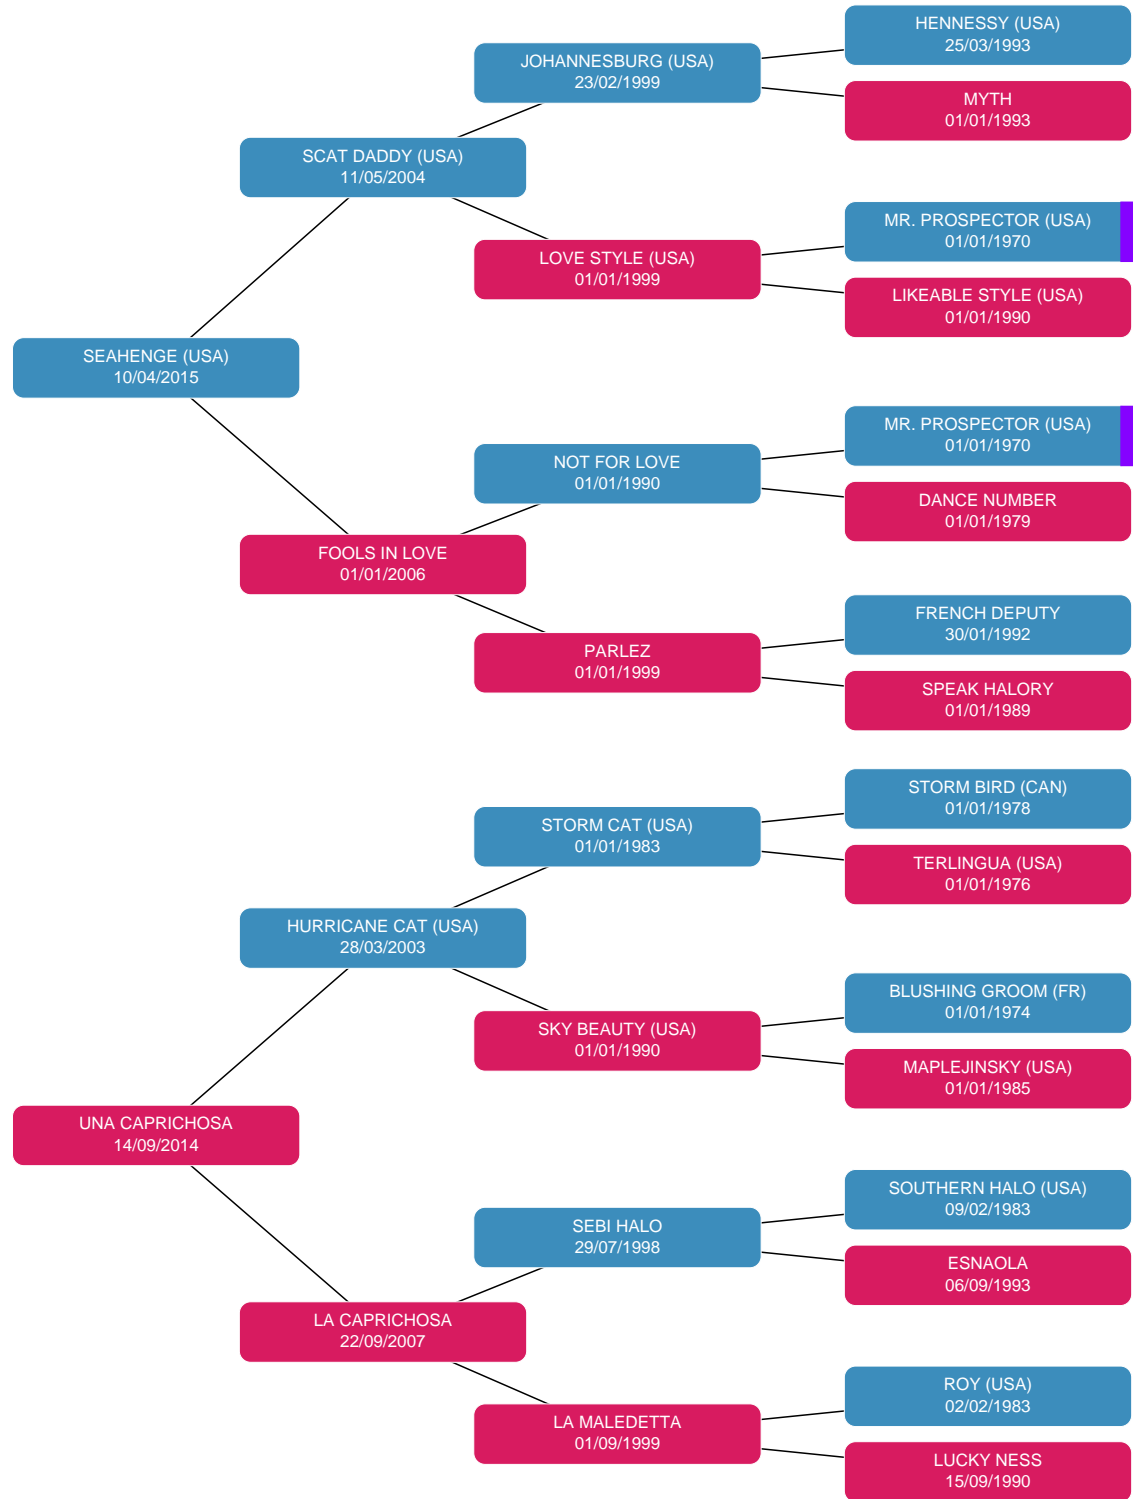 HENNESSY (USA)
25/03/1993
JOHANNESBURG (USA)
23/02/1999
MYTH
01/01/1993
SCAT DADDY (USA)
11/05/2004
MR. PROSPECTOR (USA)
01/01/1970
LOVE STYLE (USA)
01/01/1999
LIKEABLE STYLE (USA)
01/01/1990
SEAHENGE (USA)
10/04/2015
MR. PROSPECTOR (USA)
01/01/1970
NOT FOR LOVE
01/01/1990
DANCE NUMBER
01/01/1979
FOOLS IN LOVE
01/01/2006
FRENCH DEPUTY
30/01/1992
PARLEZ
01/01/1999
SPEAK HALORY
01/01/1989
STORM BIRD (CAN)
01/01/1978
STORM CAT (USA)
01/01/1983
TERLINGUA (USA)
01/01/1976
HURRICANE CAT (USA)
28/03/2003
BLUSHING GROOM (FR)
01/01/1974
SKY BEAUTY (USA)
01/01/1990
MAPLEJINSKY (USA)
01/01/1985
UNA CAPRICHOSA
14/09/2014
SOUTHERN HALO (USA)
09/02/1983
SEBI HALO
29/07/1998
ESNAOLA
06/09/1993
LA CAPRICHOSA
22/09/2007
ROY (USA)
02/02/1983
LA MALEDETTA
01/09/1999
LUCKY NESS
15/09/1990